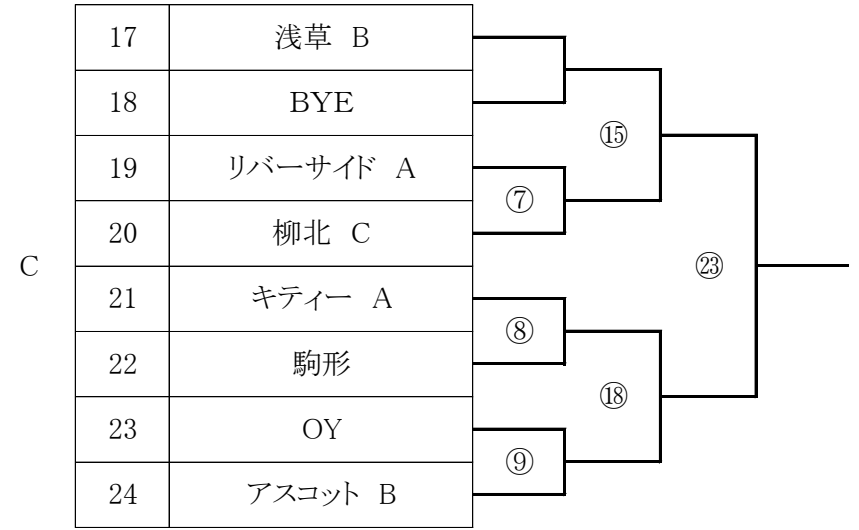 17 浅草 B
18 BYE
⑮
19 リバーサイド A
⑦
20 柳北 C
C
㉓
21 キティー A
⑧
22 駒形
⑱
23 OY
⑨
24 アスコット B